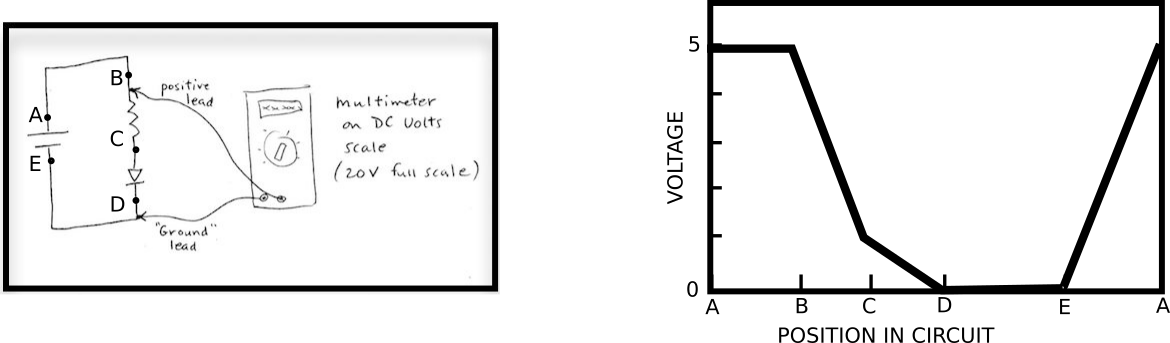 B
positive
lead
A
C
E
D
"Ground"
lead
multimeter
on DC Volts
scale
(20V full scale)
VOLTAGE
5
0
A B C D E A
POSITION IN CIRCUIT